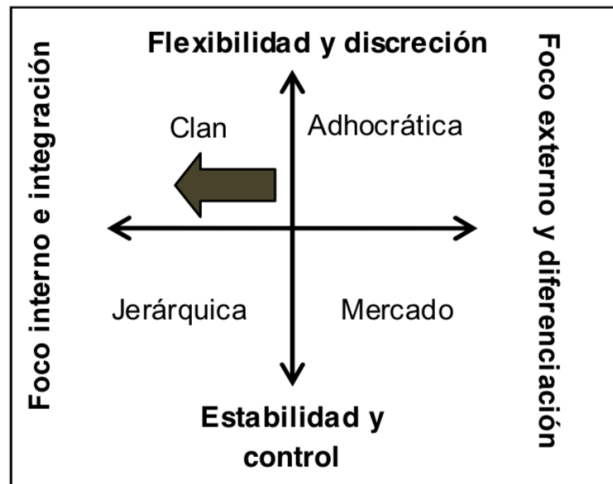 Flexibilidad y discreción
Foco interno e integración
Foco externo y diferenciación
Clan
Adhocrática
Jerárquica
Mercado
Estabilidad y
control